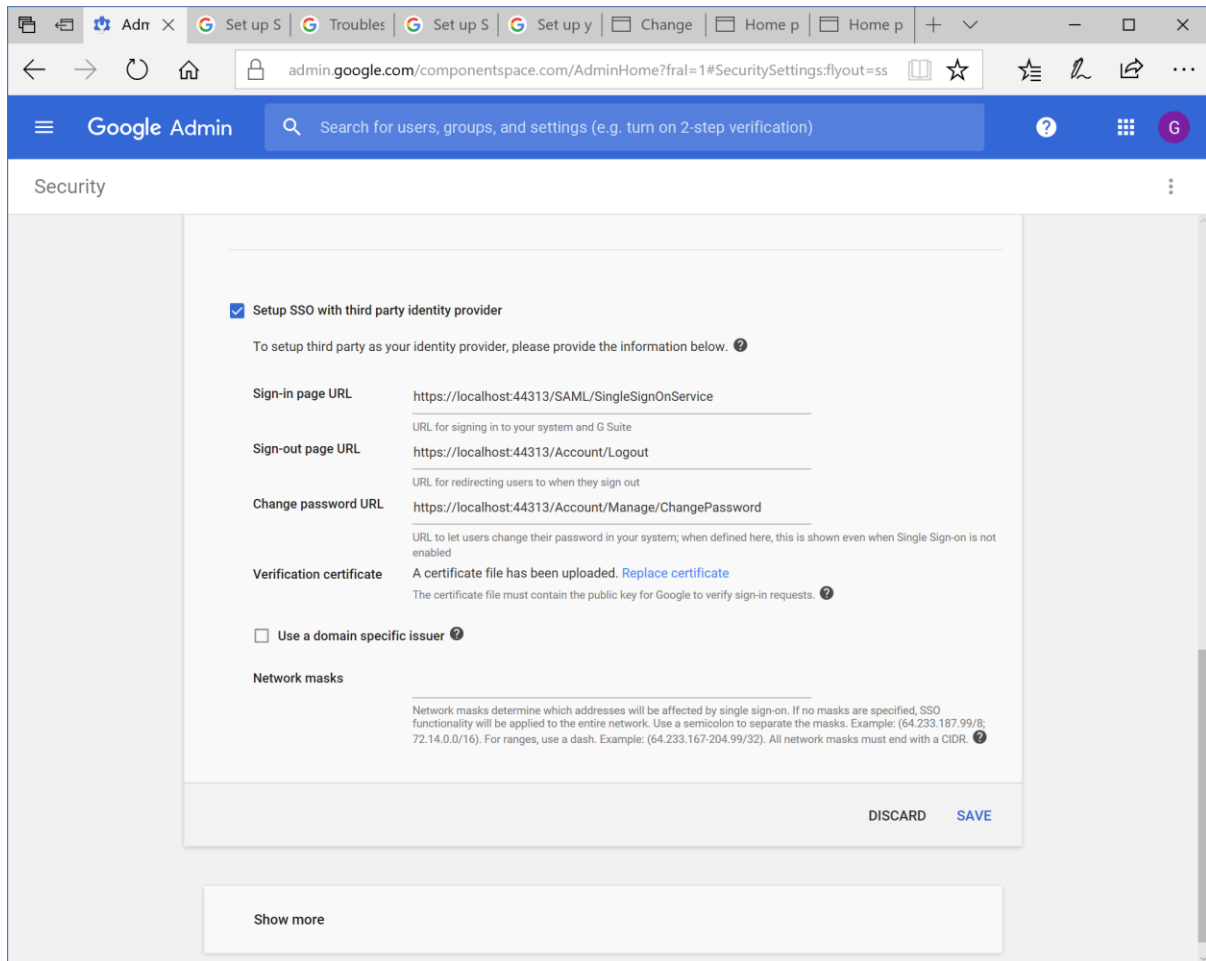 Adm
Set up S
Troubles
Set up S
Set up y
Change
Home p
Home p
admin.google.com/componentspace.com/AdminHome?fral=1#SecuritySettings:flyout=ss
Google Admin
Search for users, groups, and settings (e.g. turn on 2-step verification)
G
Security
Setup SSO with third party identity provider
To setup third party as your identity provider, please provide the information below.
Sign-in page URL
https://localhost:44313/SAML/SingleSignOnService
URL for signing in to your system and G Suite
Sign-out page URL
https://localhost:44313/Account/Logout
URL for redirecting users to when they sign out
Change password URL
https://localhost:44313/Account/Manage/ChangePassword
URL to let users change their password in your system; when defined here, this is shown even when Single Sign-on is not
enabled
Verification certificate
A certificate file has been uploaded. Replace certificate
The certificate file must contain the public key for Google to verify sign-in requests.
Use a domain specific issuer
Network masks
Network masks determine which addresses will be affected by single sign-on. If no masks are specified, SSO
functionality will be applied to the entire network. Use a semicolon to separate the masks. Example: (64.233.187.99/8;
72.14.0.0/16). For ranges, use a dash. Example: (64.233.167-204.99/32). All network masks must end with a CIDR.
DISCARD
SAVE
Show more